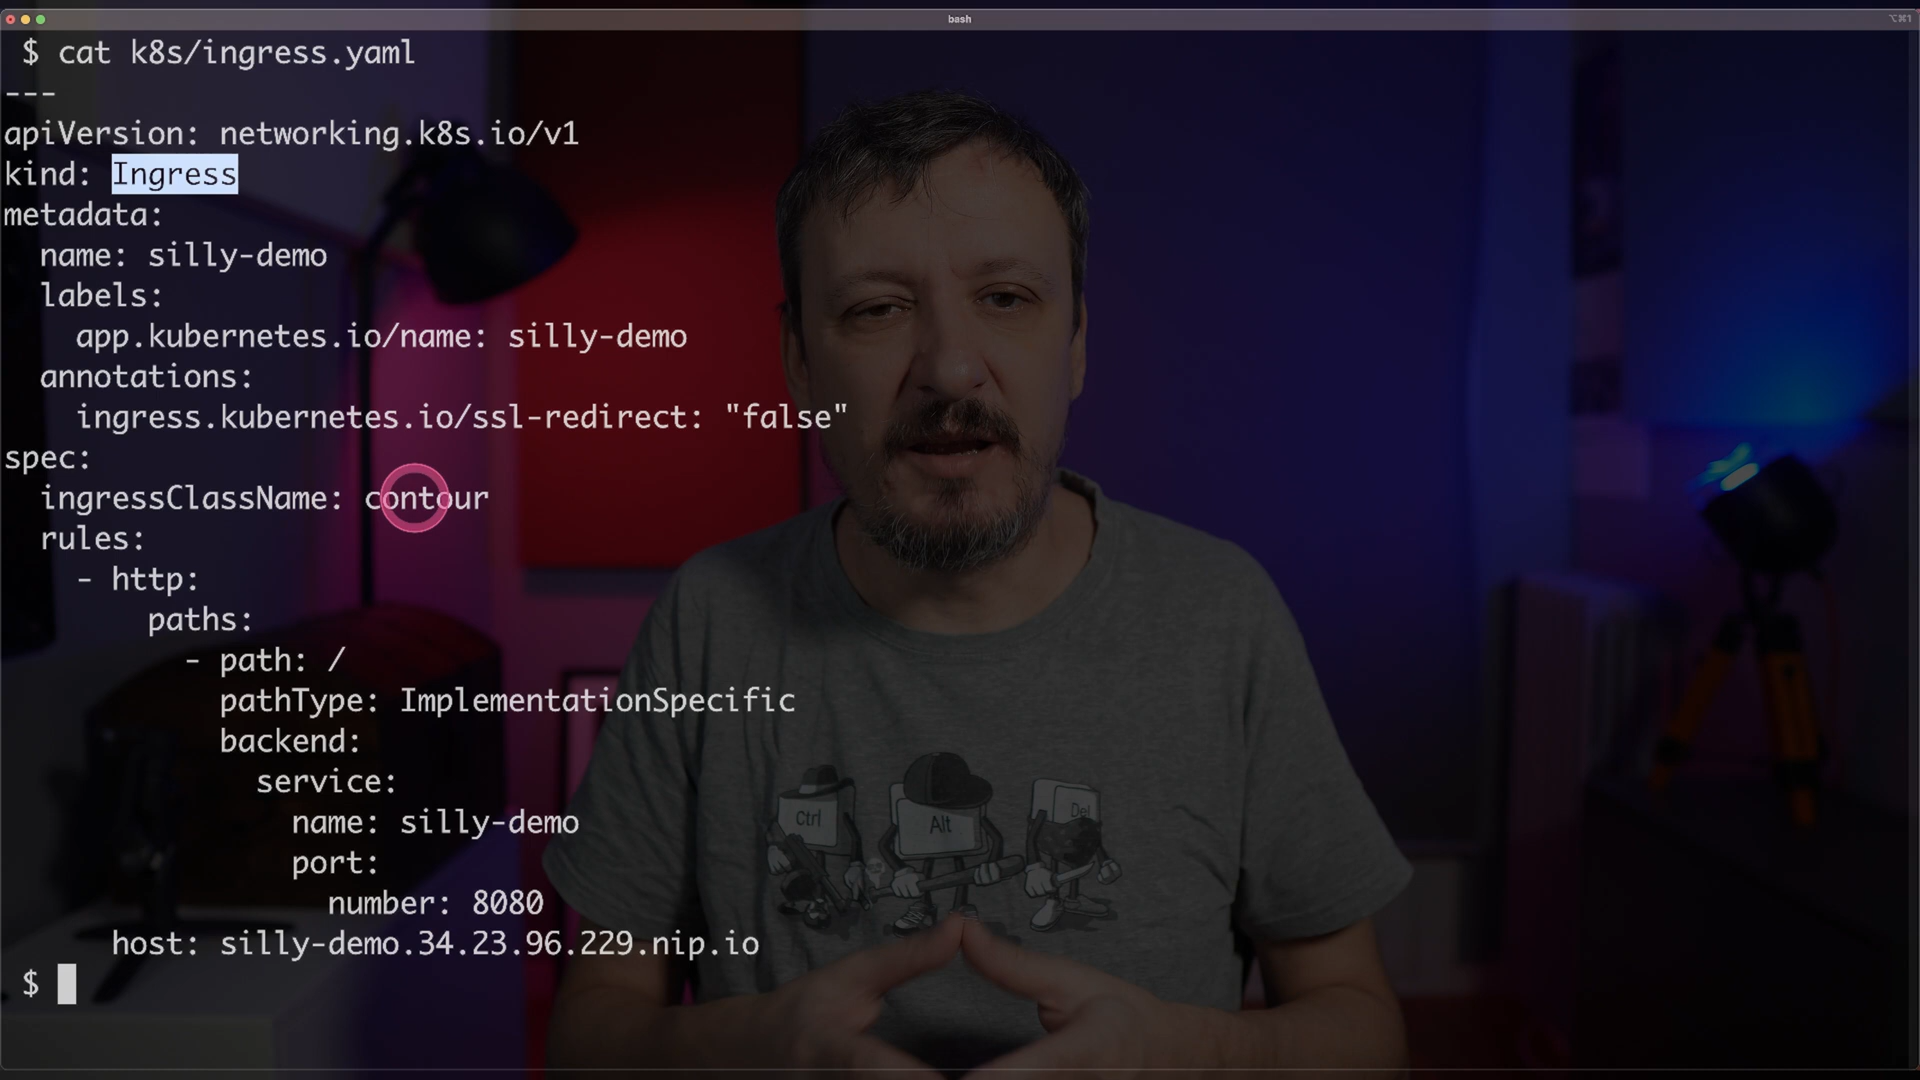 bash
⌥⌘1
$ cat k8s/ingress.yaml
---
apiVersion: networking.k8s.io/v1
kind: Ingress
metadata:
  name: silly-demo
  labels:
    app.kubernetes.io/name: silly-demo
  annotations:
    ingress.kubernetes.io/ssl-redirect: "false"
spec:
  ingressClassName: contour
  rules:
    - http:
        paths:
          - path: /
            pathType: ImplementationSpecific
            backend:
              service:
                name: silly-demo
                port:
                  number: 8080
      host: silly-demo.34.23.96.229.nip.io
$
Ctrl
Alt
Del